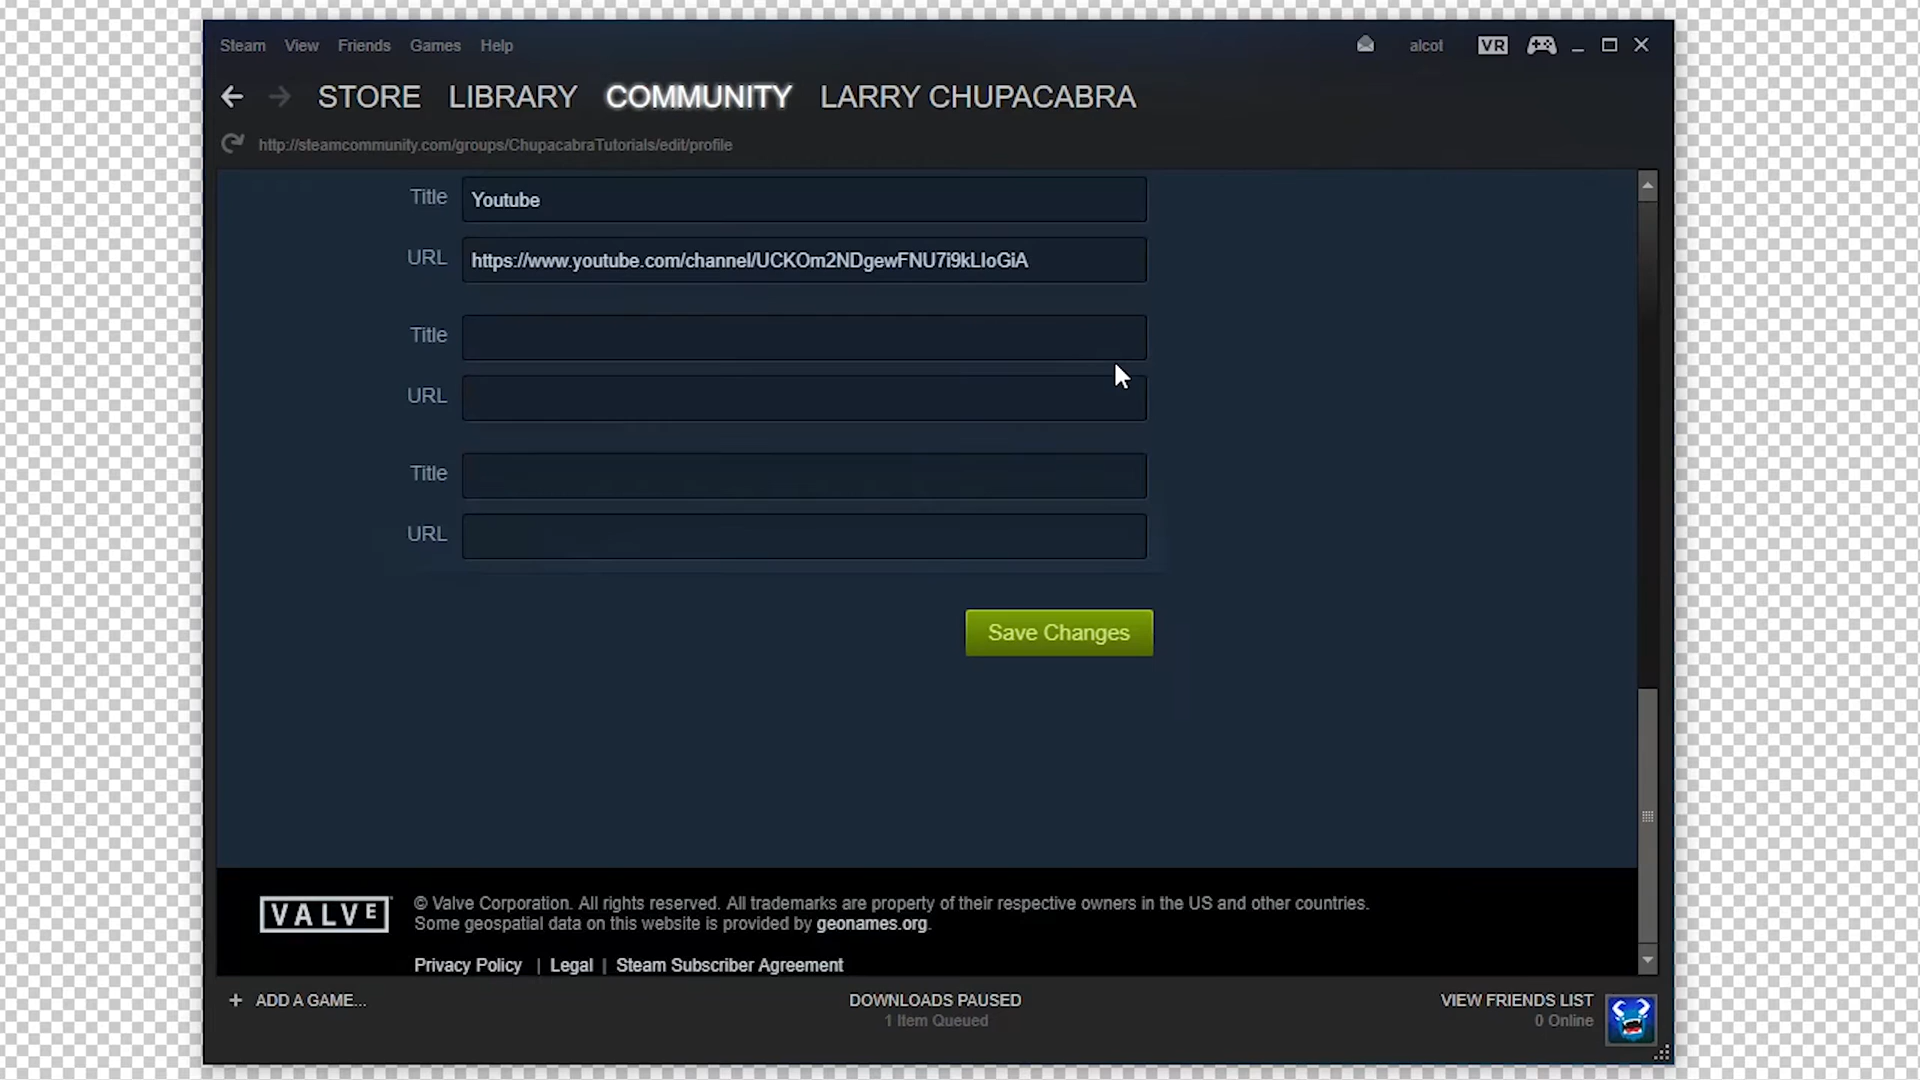 Steam View Friends Games Help alcot VR
STORE LIBRARY COMMUNITY LARRY CHUPACABRA
http://steamcommunity.com/groups/ChupacabraTutorials/edit/profile
Title Youtube
URL https://www.youtube.com/channel/UCKOm2NDgewFNU7i9kLIoGiA
Title
URL
Title
URL
Save Changes
VALVE © Valve Corporation. All rights reserved. All trademarks are property of their respective owners in the US and other countries.
Some geospatial data on this website is provided by geonames.org.
Privacy Policy | Legal | Steam Subscriber Agreement
+ ADD A GAME... DOWNLOADS PAUSED VIEW FRIENDS LIST
1 Item Queued 0 Online